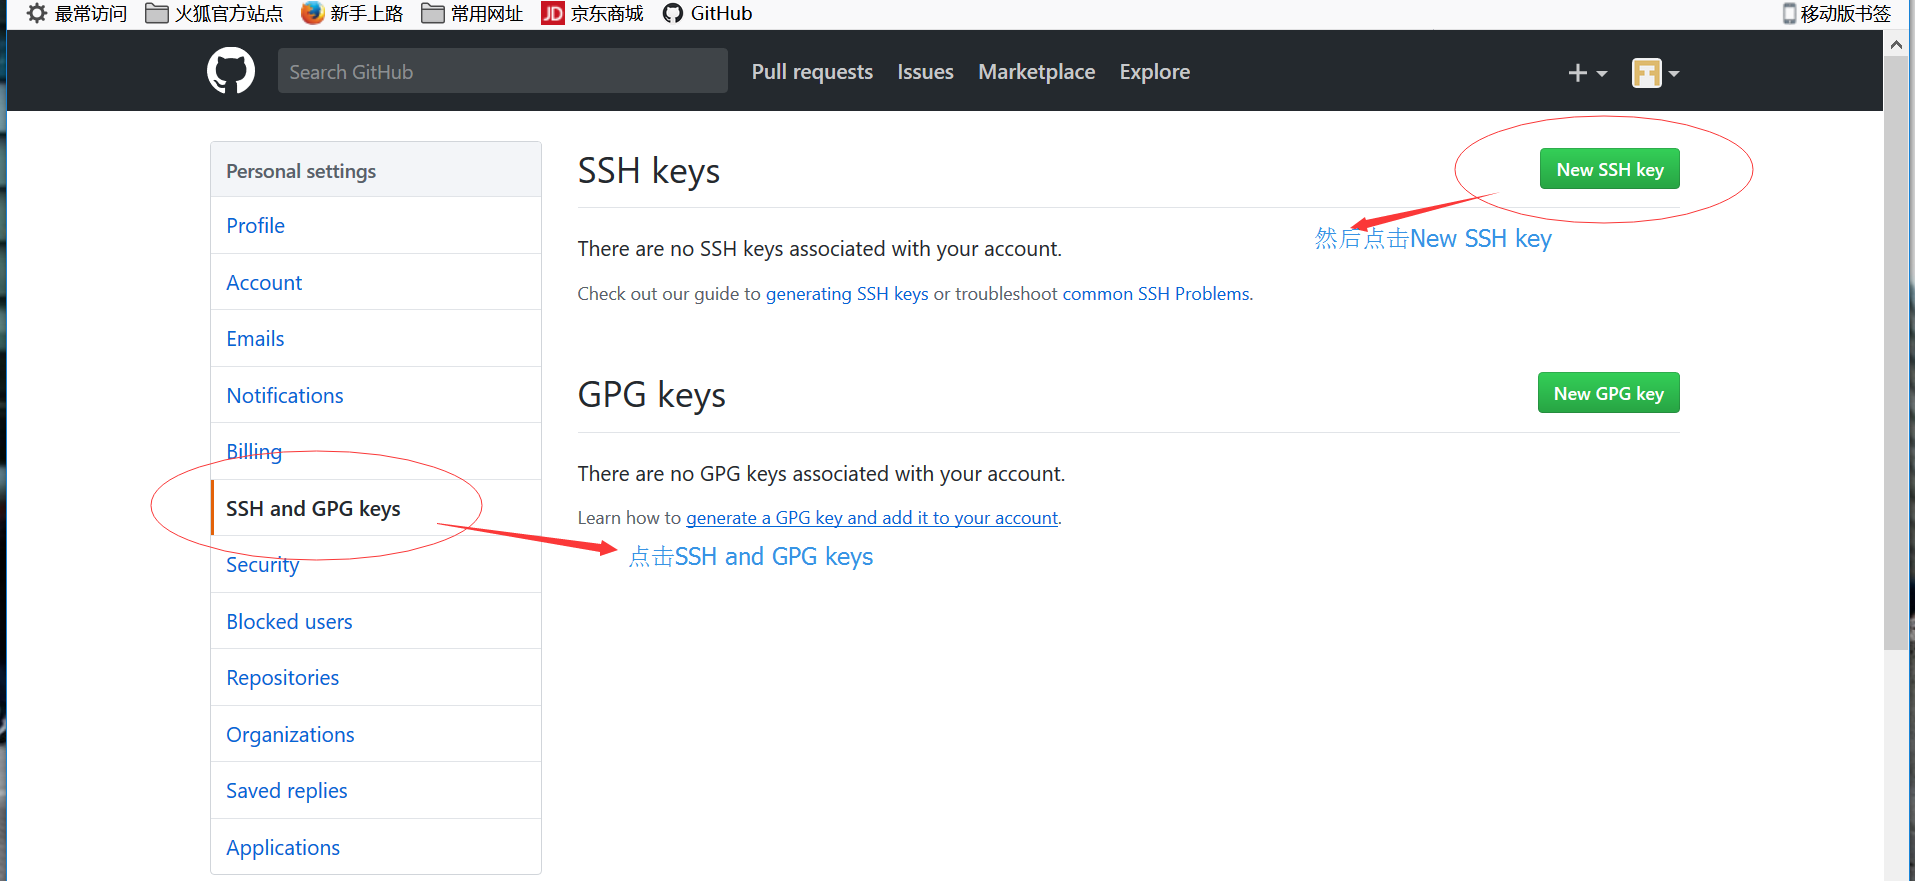 最常访问 火狐官方站点 新手上路 常用网址 JD 京东商城 GitHub 移动版书签
Search GitHub Pull requests Issues Marketplace Explore
Personal settings
Profile
Account
Emails
Notifications
Billing
SSH and GPG keys
Security
Blocked users
Repositories
Organizations
Saved replies
Applications
SSH keys
New SSH key
然后点击New SSH key
There are no SSH keys associated with your account.
Check out our guide to generating SSH keys or troubleshoot common SSH Problems.
GPG keys
New GPG key
There are no GPG keys associated with your account.
Learn how to generate a GPG key and add it to your account.
点击SSH and GPG keys